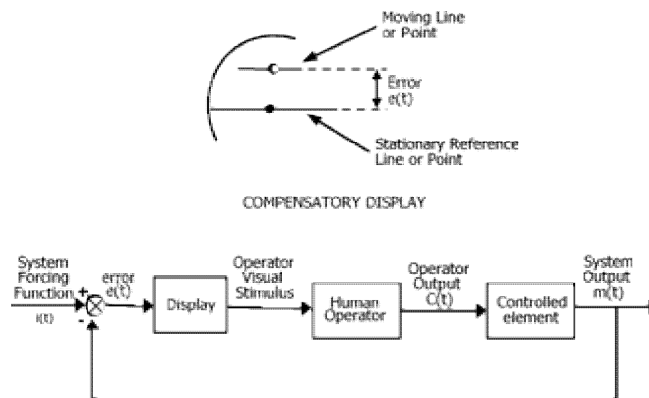 Moving Line
or Point
Error
e(t)
Stationary Reference
Line or Point
COMPENSATORY DISPLAY
System
Forcing
Function
i(t)
+
-
error
e(t)
Display
Operator
Visual
Stimulus
Human
Operator
Operator
Output
C(t)
Controlled
element
System
Output
m(t)